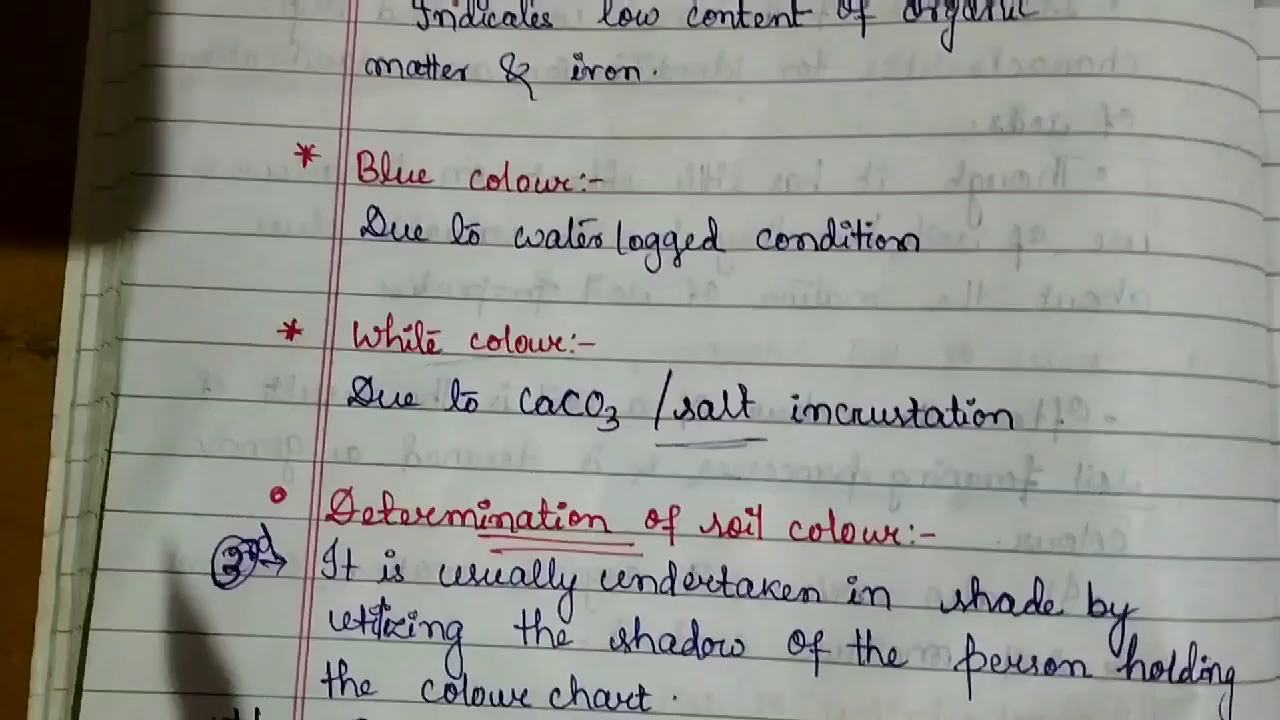 Indicates low content of organic
matter & iron.
* Blue colour:-
Due to water logged condition
* White colour:-
Due to CaCO3 / salt incrustation
• Determination of soil colour:-
It is usually undertaken in shade by
utilizing the shadow of the person holding
the colour chart.